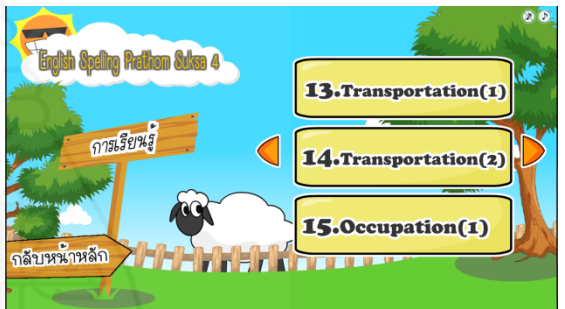 English Spelling Prathom Suksa 4
การเรียนรู้
กลับหน้าหลัก
13.Transportation(1)
14.Transportation(2)
15.Occupation(1)